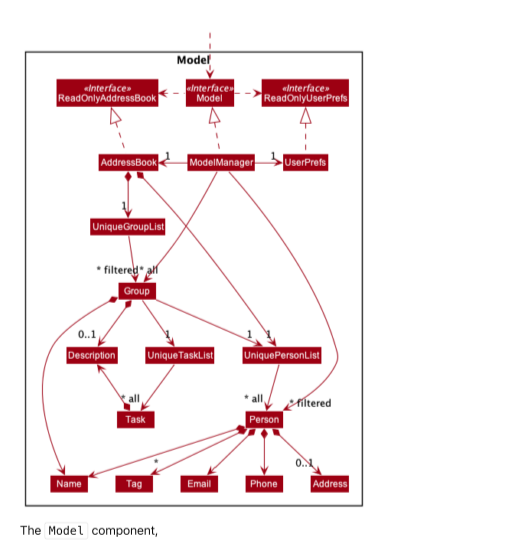 Model
«Interface» «Interface» «Interface»
ReadOnlyAddressBook Model ReadOnlyUserPrefs
1 1
AddressBook ModelManager UserPrefs
1
UniqueGroupList
* filtered * all
Group
0..1 1 1 1
Description UniqueTaskList UniquePersonList
* all * all * filtered
Task Person
* 0..1
Name Tag Email Phone Address
The Model component,